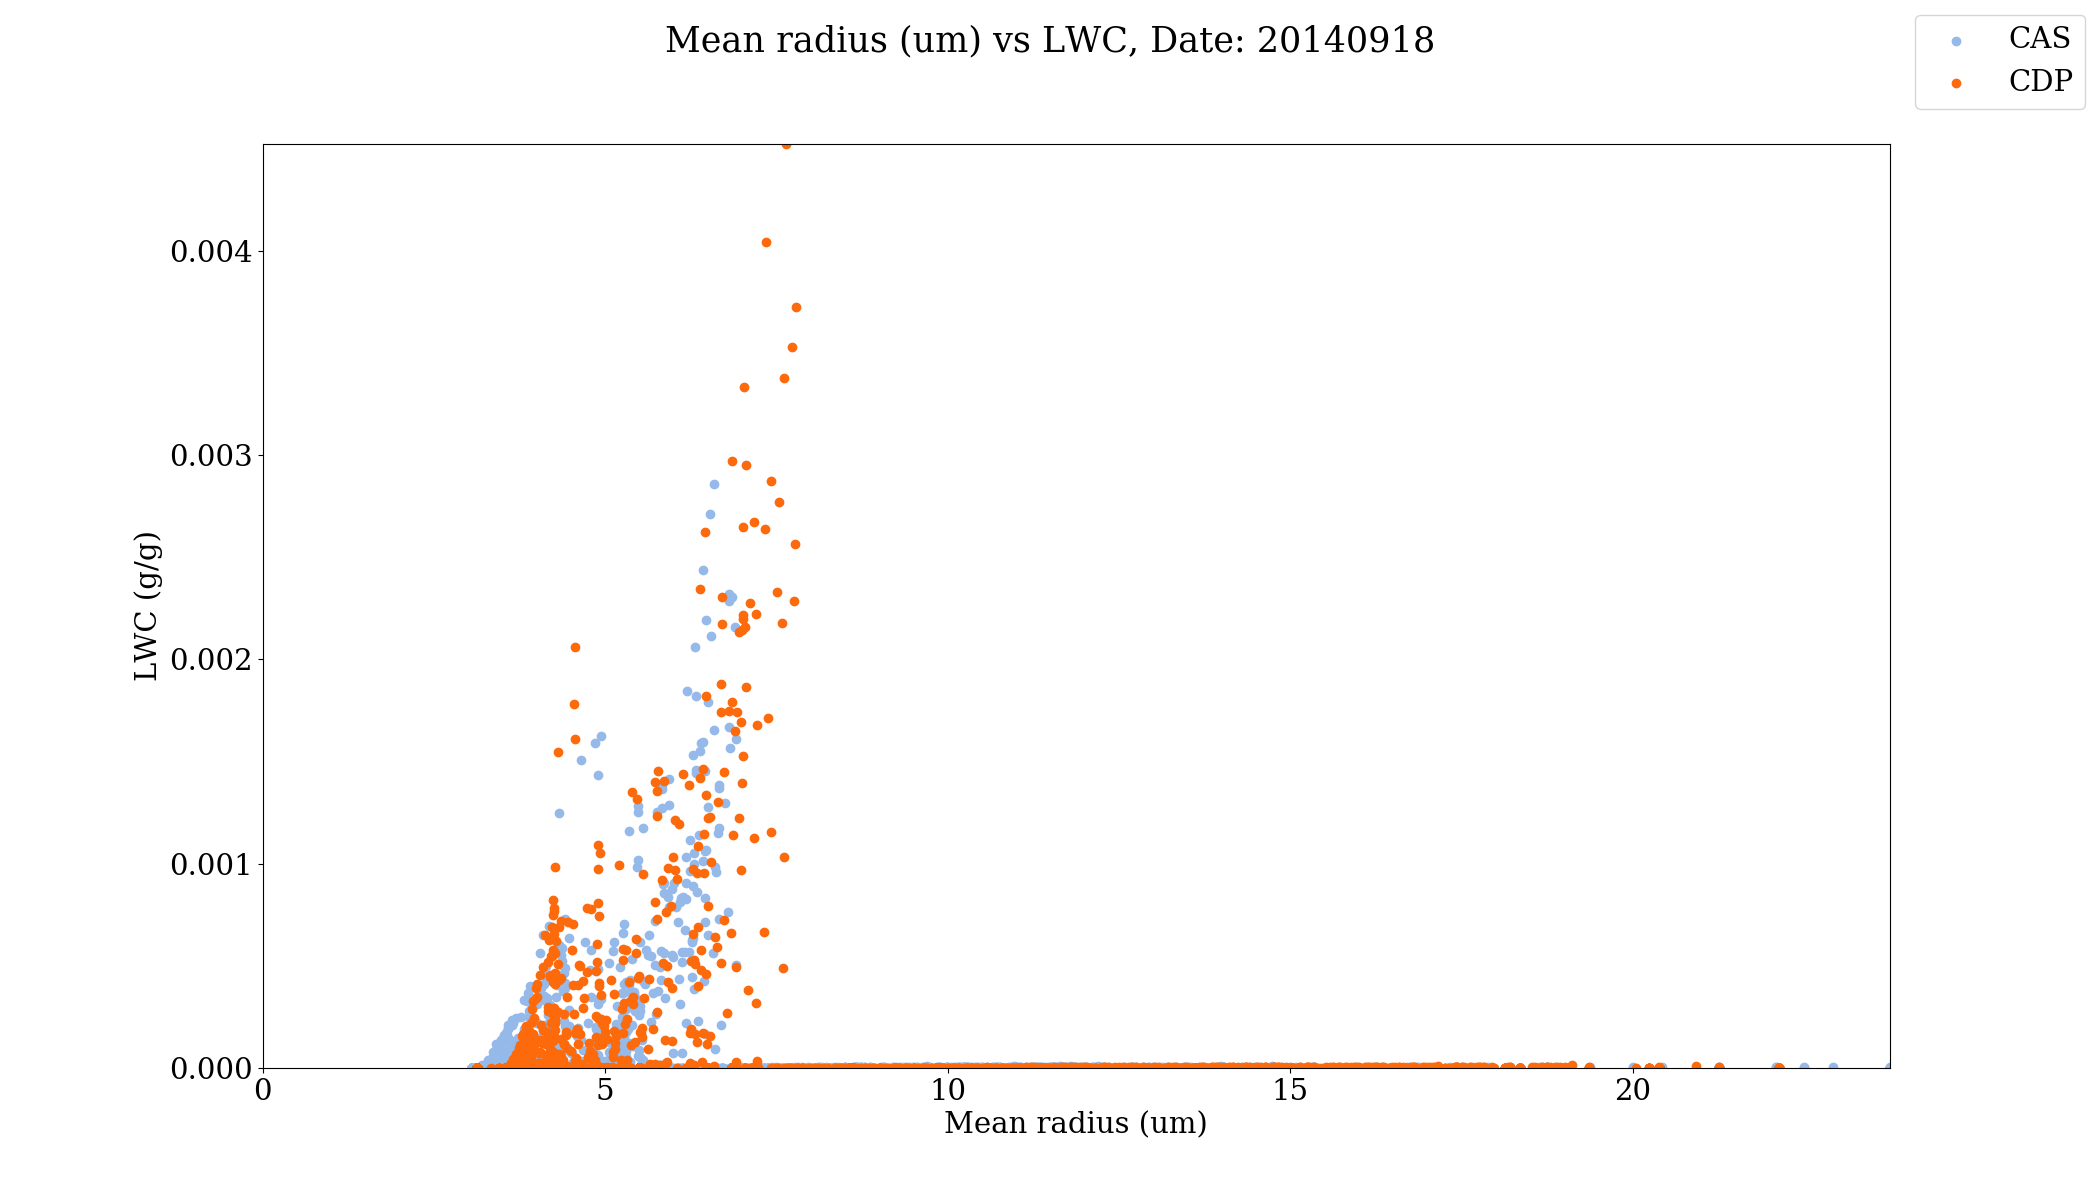 Mean radius (um) vs LWC, Date: 20140918
CAS
CDP
0.004
0.003
0.002
0.001
0.000
LWC (g/g)
0 5 10 15 20
Mean radius (um)